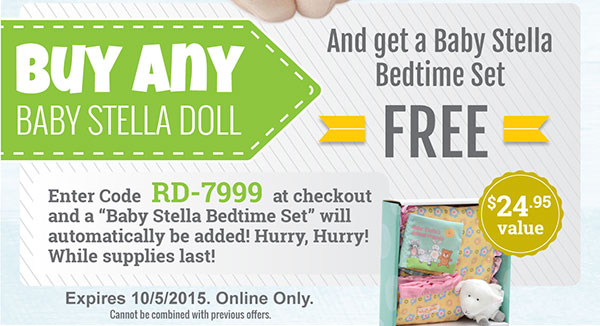 BUY ANY
BABY STELLA DOLL
And get a Baby Stella
Bedtime Set
FREE
Enter Code RD-7999 at checkout
and a “Baby Stella Bedtime Set” will
automatically be added! Hurry, Hurry!
While supplies last!
$24.95
value
Expires 10/5/2015. Online Only.
Cannot be combined with previous offers.